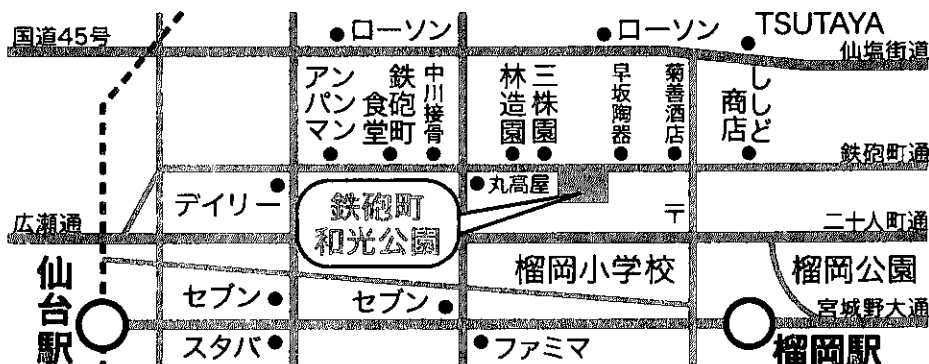 国道45号
ローソン
ローソン
TSUTAYA
仙塩街道
アンパンマン
鉄砲町食堂
中川接骨
林造園
三株園
早坂陶器
菊善酒店
ししど商店
鉄砲町通
デイリー
鉄砲町
和光公園
丸高屋
〒
広瀬通
二十人町通
仙台駅
セブン
セブン
榴岡小学校
榴岡公園
宮城野大通
スタバ
ファミマ
榴岡駅